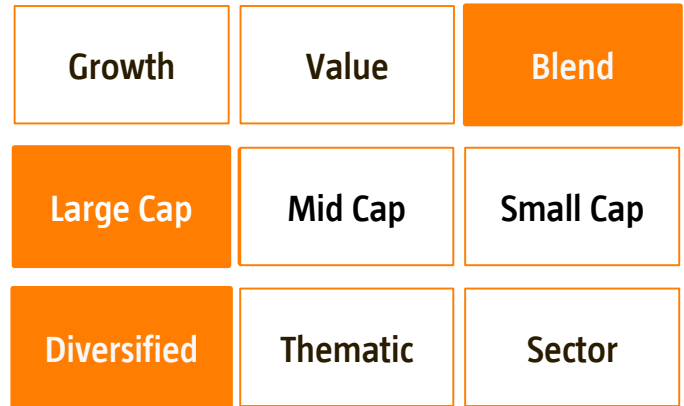 Growth Value Blend
Large Cap Mid Cap Small Cap
Diversified Thematic Sector